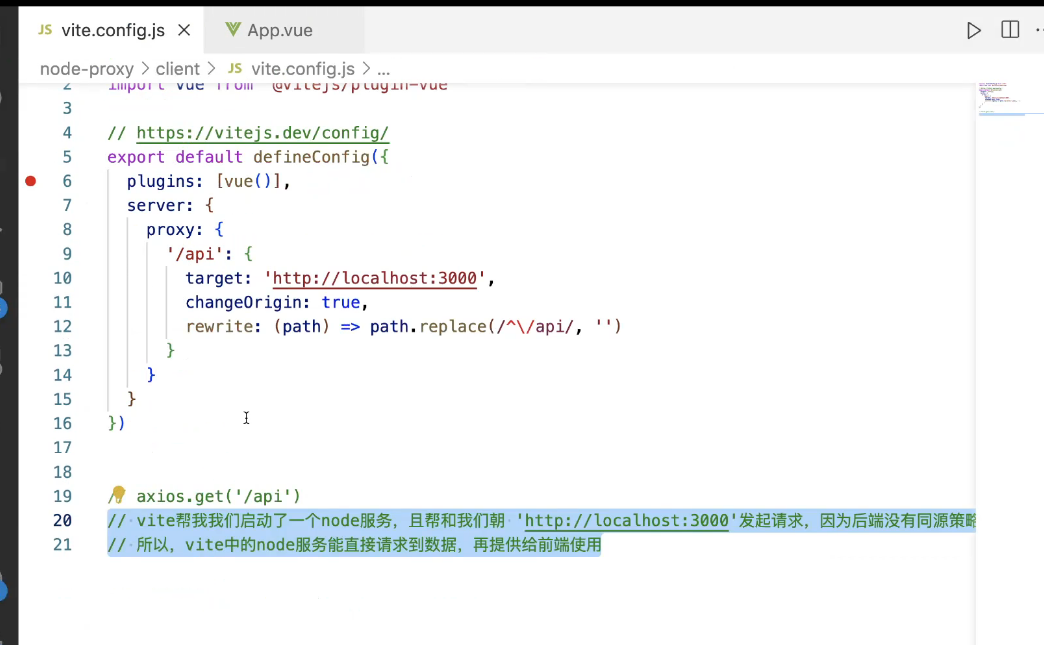 JS vite.config.js
App.vue
node-proxy > client > JS vite.config.js > ...
2 import vue from '@vitejs/plugin-vue'
3
4 // https://vitejs.dev/config/
5 export default defineConfig({
6 plugins: [vue()],
7 server: {
8 proxy: {
9 '/api': {
10 target: 'http://localhost:3000',
11 changeOrigin: true,
12 rewrite: (path) => path.replace(/^\/api/, '')
13 }
14 }
15 }
16 })
17
18
19 // axios.get('/api')
20 // vite帮我我们启动了一个node服务，且帮和我们朝 'http://localhost:3000'发起请求，因为后端没有同源策略
21 // 所以，vite中的node服务能直接请求到数据，再提供给前端使用